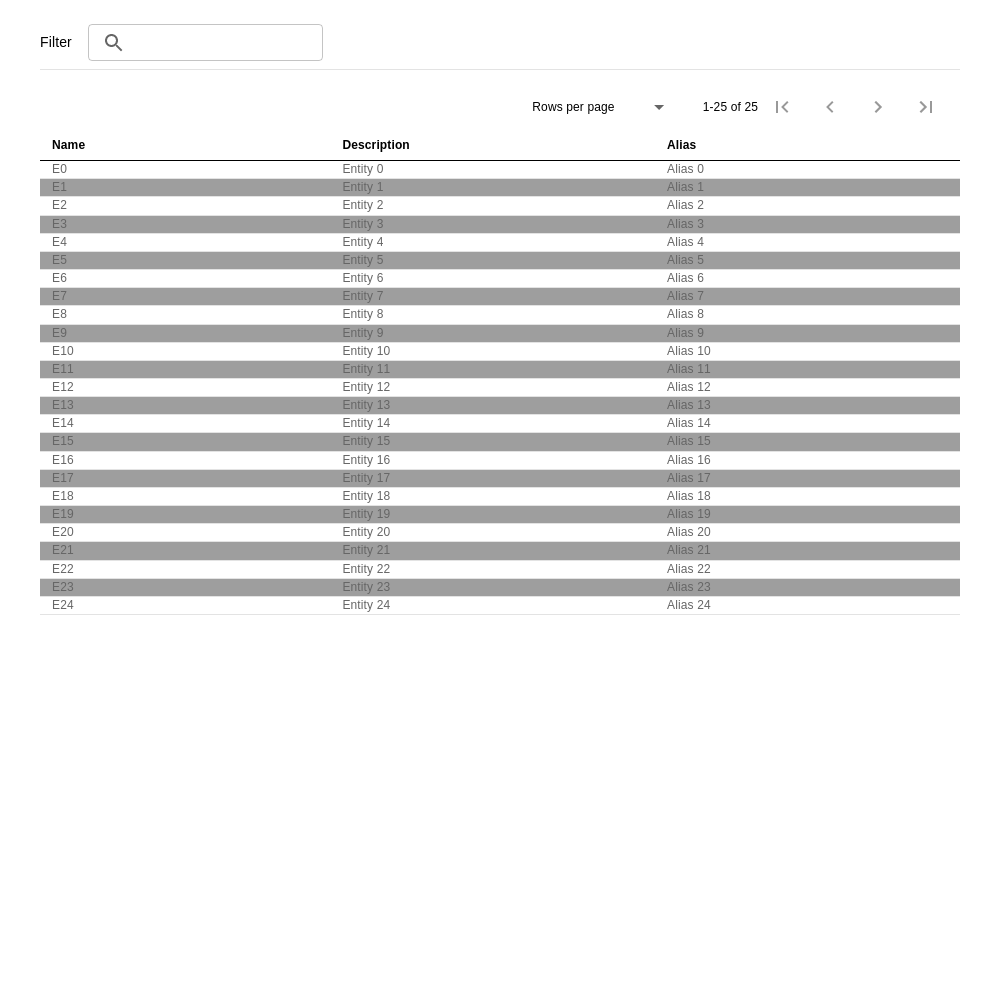 Filter
Rows per page 1-25 of 25
Name Description Alias
E0 Entity 0 Alias 0
E1 Entity 1 Alias 1
E2 Entity 2 Alias 2
E3 Entity 3 Alias 3
E4 Entity 4 Alias 4
E5 Entity 5 Alias 5
E6 Entity 6 Alias 6
E7 Entity 7 Alias 7
E8 Entity 8 Alias 8
E9 Entity 9 Alias 9
E10 Entity 10 Alias 10
E11 Entity 11 Alias 11
E12 Entity 12 Alias 12
E13 Entity 13 Alias 13
E14 Entity 14 Alias 14
E15 Entity 15 Alias 15
E16 Entity 16 Alias 16
E17 Entity 17 Alias 17
E18 Entity 18 Alias 18
E19 Entity 19 Alias 19
E20 Entity 20 Alias 20
E21 Entity 21 Alias 21
E22 Entity 22 Alias 22
E23 Entity 23 Alias 23
E24 Entity 24 Alias 24